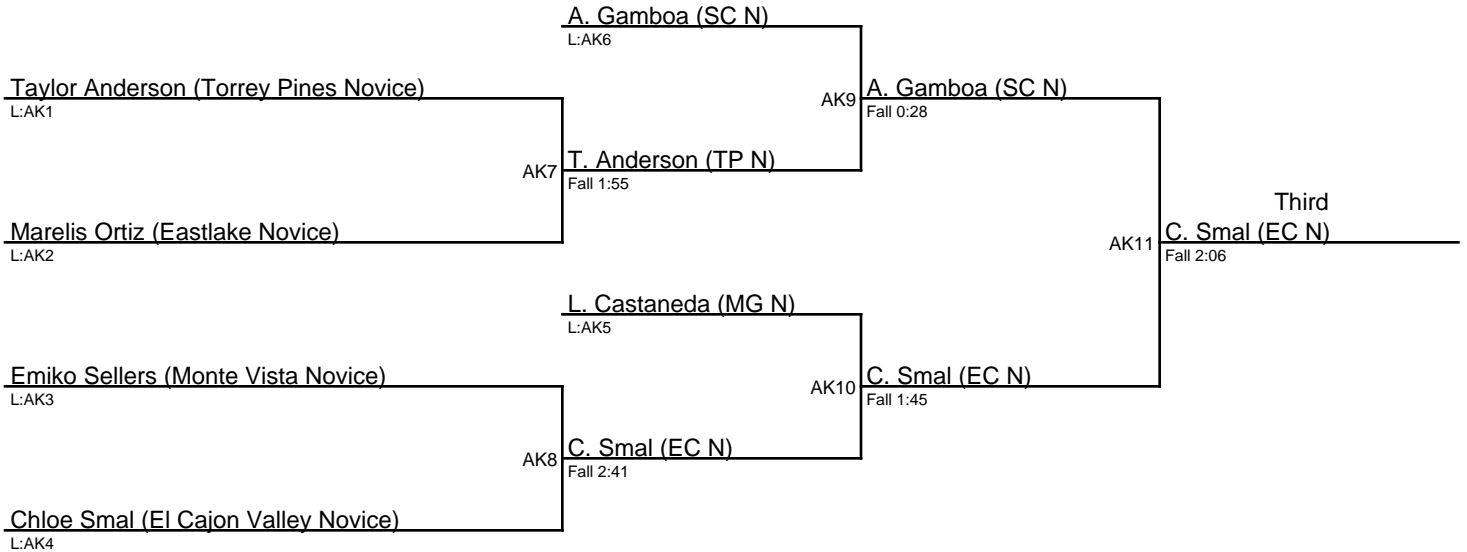 A. Gamboa (SC N)
L:AK6
Taylor Anderson (Torrey Pines Novice)
L:AK1
AK9
A. Gamboa (SC N)
Fall 0:28
AK7
T. Anderson (TP N)
Fall 1:55
Third
Marelis Ortiz (Eastlake Novice)
L:AK2
AK11
C. Smal (EC N)
Fall 2:06
L. Castaneda (MG N)
L:AK5
Emiko Sellers (Monte Vista Novice)
L:AK3
AK10
C. Smal (EC N)
Fall 1:45
AK8
C. Smal (EC N)
Fall 2:41
Chloe Smal (El Cajon Valley Novice)
L:AK4